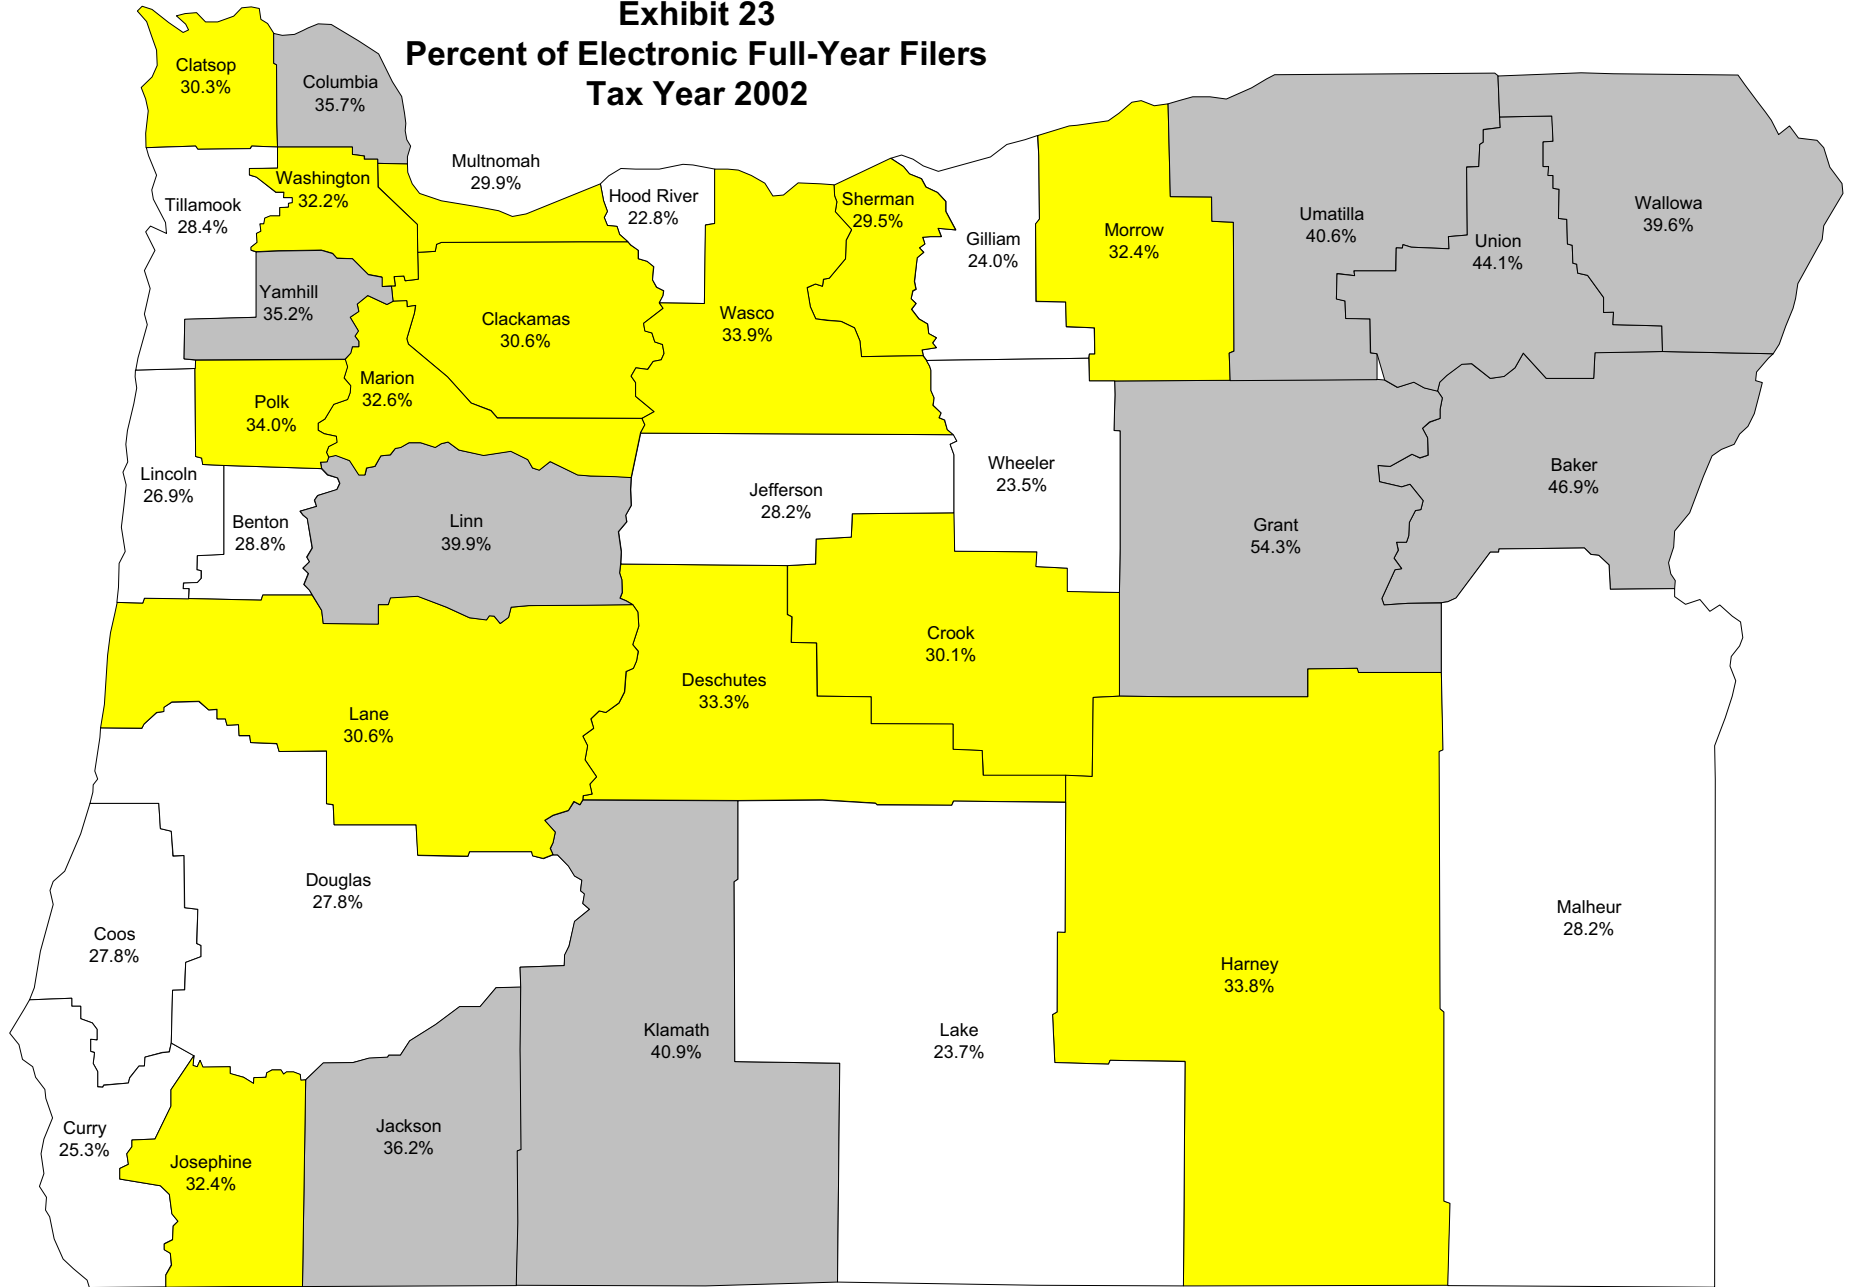 Exhibit 23
Percent of Electronic Full-Year Filers
Tax Year 2002
Clatsop
30.3%
Columbia
35.7%
Multnomah
29.9%
Washington
32.2%
Tillamook
28.4%
Hood River
22.8%
Sherman
29.5%
Gilliam
24.0%
Morrow
32.4%
Umatilla
40.6%
Union
44.1%
Wallowa
39.6%
Yamhill
35.2%
Clackamas
30.6%
Wasco
33.9%
Polk
34.0%
Marion
32.6%
Lincoln
26.9%
Benton
28.8%
Linn
39.9%
Jefferson
28.2%
Wheeler
23.5%
Grant
54.3%
Baker
46.9%
Lane
30.6%
Deschutes
33.3%
Crook
30.1%
Douglas
27.8%
Coos
27.8%
Klamath
40.9%
Lake
23.7%
Harney
33.8%
Malheur
28.2%
Curry
25.3%
Josephine
32.4%
Jackson
36.2%